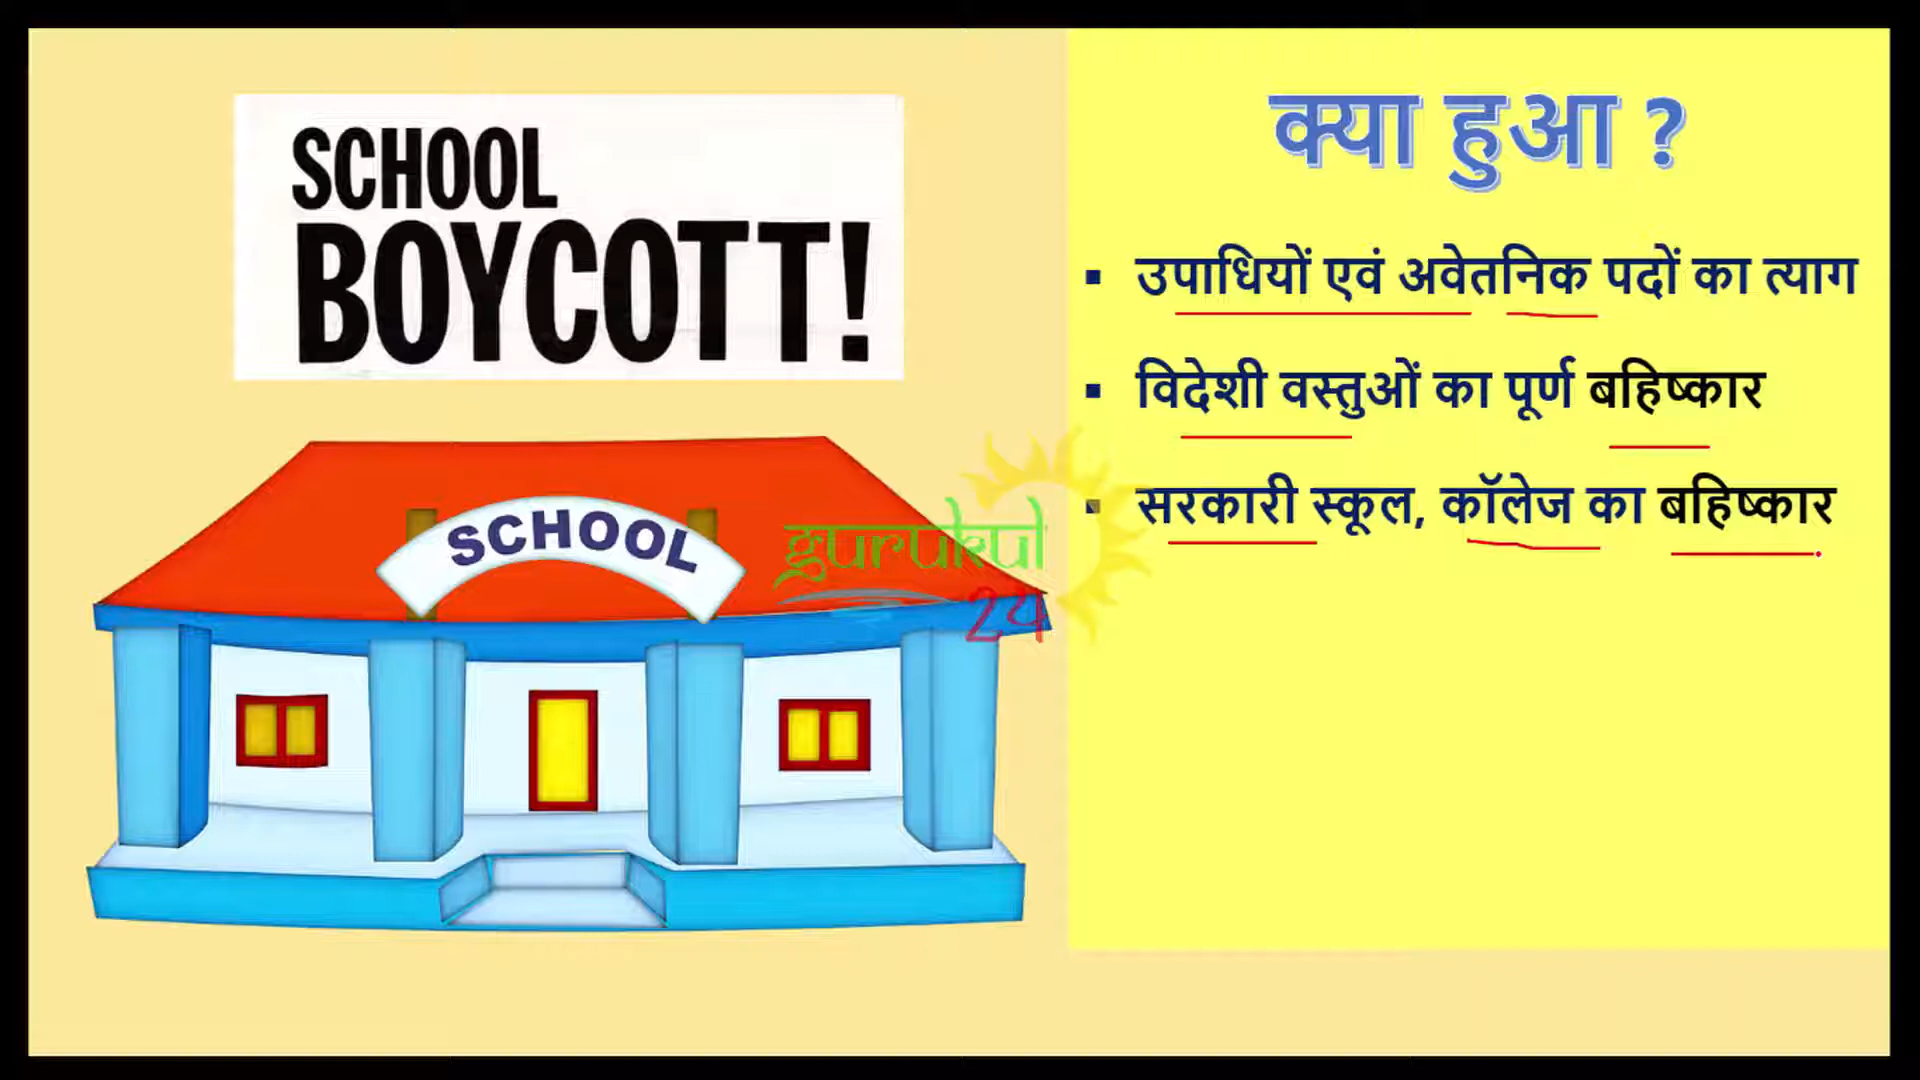 SCHOOL
BOYCOTT!
SCHOOL
gurukul
24
क्या हुआ ?
▪ उपाधियों एवं अवेतनिक पदों का त्याग
▪ विदेशी वस्तुओं का पूर्ण बहिष्कार
▪ सरकारी स्कूल, कॉलेज का बहिष्कार